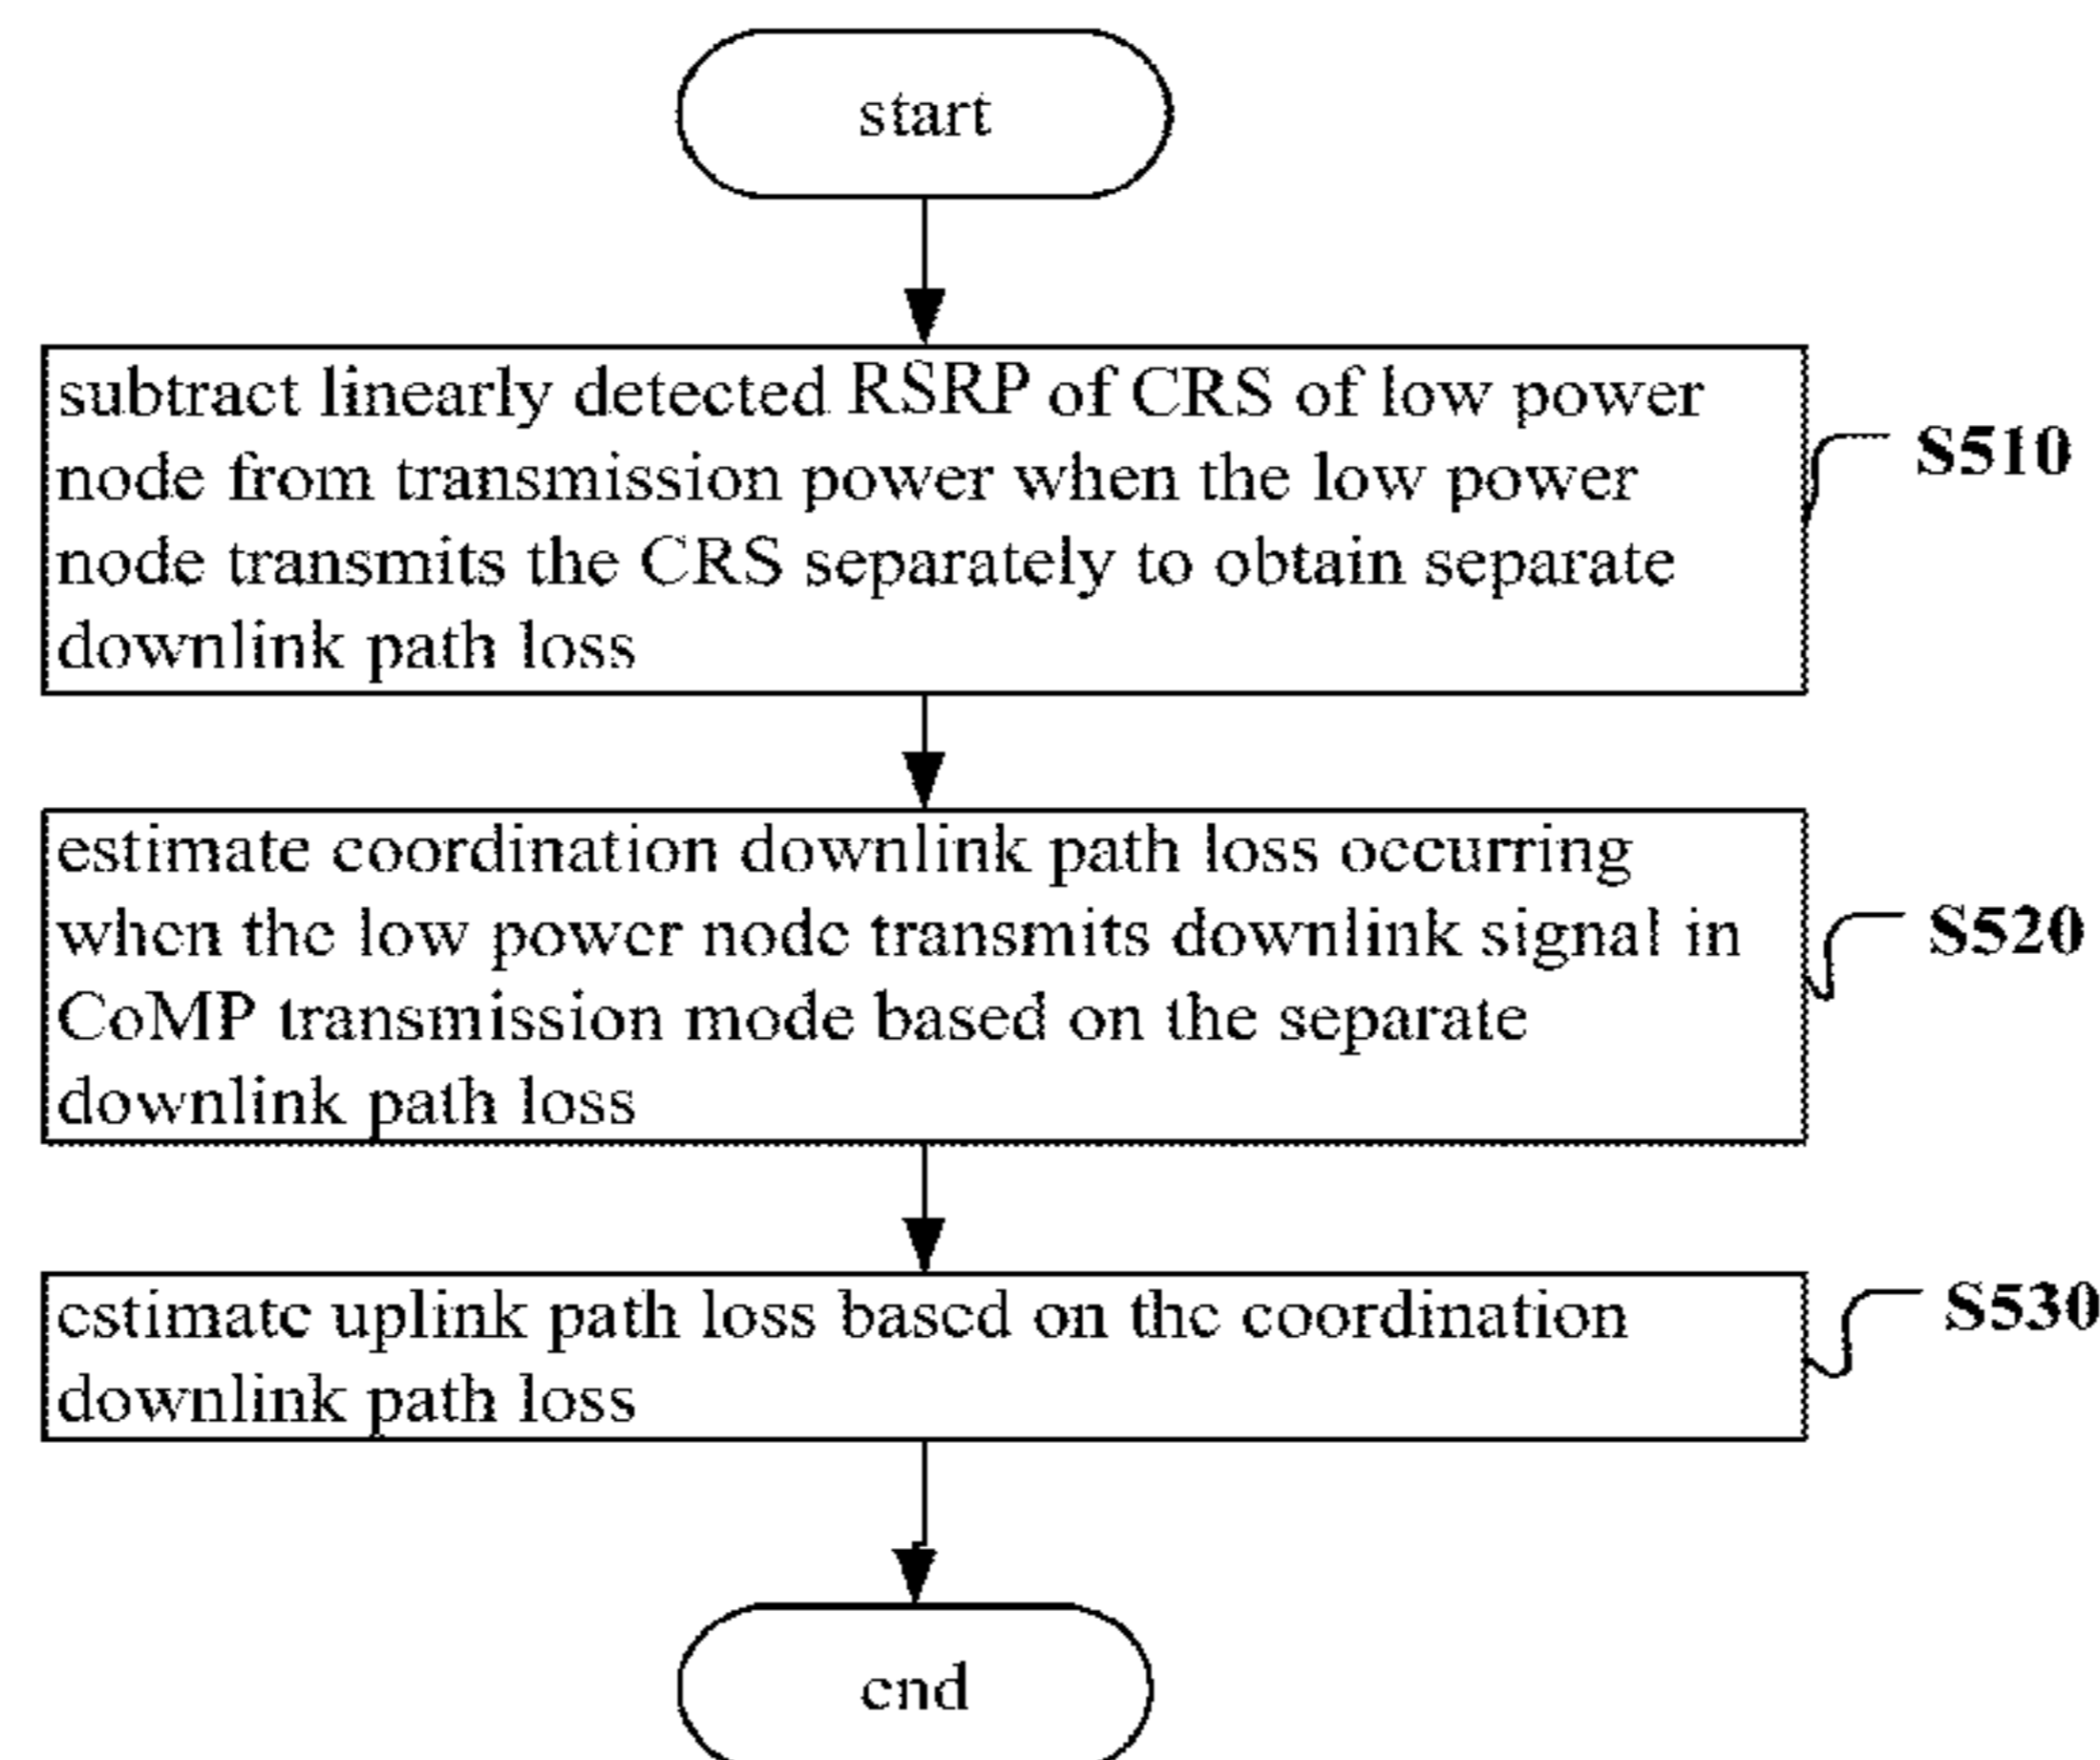 start
subtract linearly detected RSRP of CRS of low power
node from transmission power when the low power
node transmits the CRS separately to obtain separate
downlink path loss
S510
estimate coordination downlink path loss occurring
when the low power node transmits downlink signal in
CoMP transmission mode based on the separate
downlink path loss
S520
estimate uplink path loss based on the coordination
downlink path loss
S530
end